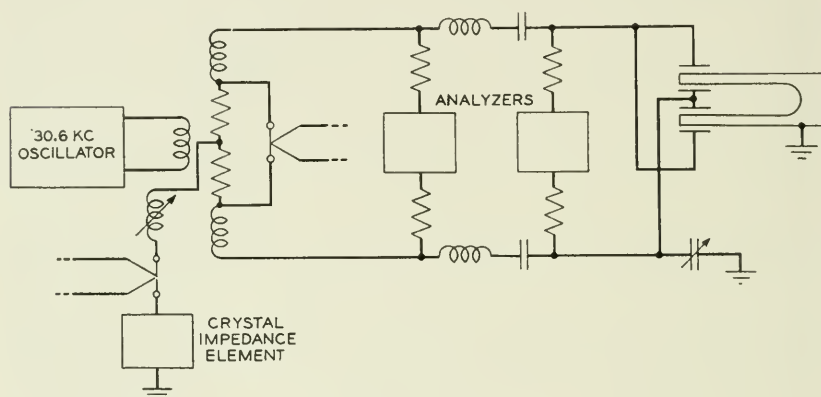 30.6 KC
OSCILLATOR
ANALYZERS
CRYSTAL
IMPEDANCE
ELEMENT